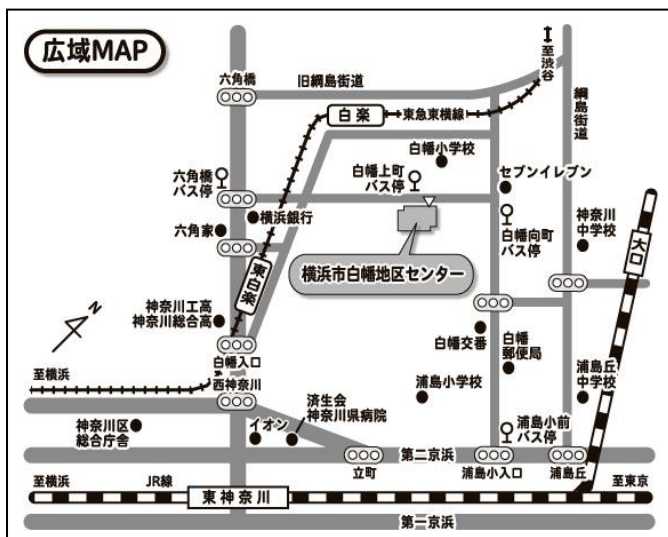 広域MAP
六角橋
旧綱島街道
至渋谷
白楽
東急東横線
綱島街道
白幡小学校
六角橋
バス停
白幡上町
バス停
セブンイレブン
横浜銀行
六角家
白幡向町
バス停
神奈川
中学校
大口
東白楽
横浜市白幡地区センター
N
神奈川工高
神奈川総合高
白幡入口
白幡交番
白幡
郵便局
至横浜
西神奈川
済生会
神奈川県病院
浦島小学校
浦島丘
中学校
神奈川区
総合庁舎
イオン
浦島小前
バス停
第二京浜
立町
浦島小入口
浦島丘
至横浜
JR線
東神奈川
至東京
第一京浜